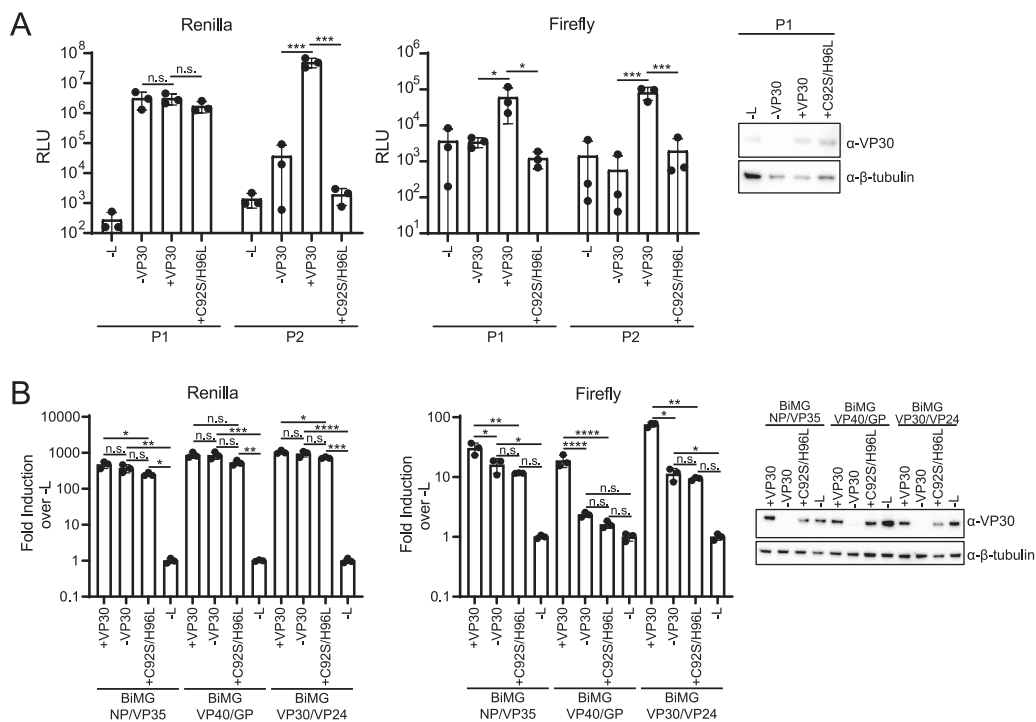 A
Renilla
RLU
10^8
10^7
10^6
10^5
10^4
10^3
10^2
n.s. n.s. *** ***
-L -VP30 +VP30 +C92S/H96L -L -VP30 +VP30 +C92S/H96L
P1 P2
Firefly
RLU
10^6
10^5
10^4
10^3
10^2
10^1
* * *** ***
-L -VP30 +VP30 +C92S/H96L -L -VP30 +VP30 +C92S/H96L
P1 P2
P1
-L -VP30 +VP30 +C92S/H96L
α-VP30
α-β-tubulin
B
Renilla
Fold Induction
over -L
10000
1000
100
10
1
0.1
* n.s. *
n.s. ** n.s. *** n.s. ****
n.s. * n.s. ** n.s. ***
+VP30 -VP30 +C92S/H96L -L +VP30 -VP30 +C92S/H96L -L +VP30 -VP30 +C92S/H96L -L
BiMG BiMG BiMG
NP/VP35 VP40/GP VP30/VP24
Firefly
Fold Induction
over -L
100
10
1
0.1
**
*
**
* *
n.s. n.s.
****
****
n.s.
n.s. n.s.
*
n.s. n.s.
+VP30 -VP30 +C92S/H96L -L +VP30 -VP30 +C92S/H96L -L +VP30 -VP30 +C92S/H96L -L
BiMG BiMG BiMG
NP/VP35 VP40/GP VP30/VP24
BiMG BiMG BiMG
NP/VP35 VP40/GP VP30/VP24
+VP30 -VP30 +C92S/H96L -L +VP30 -VP30 +C92S/H96L -L +VP30 -VP30 +C92S/H96L -L
α-VP30
α-β-tubulin